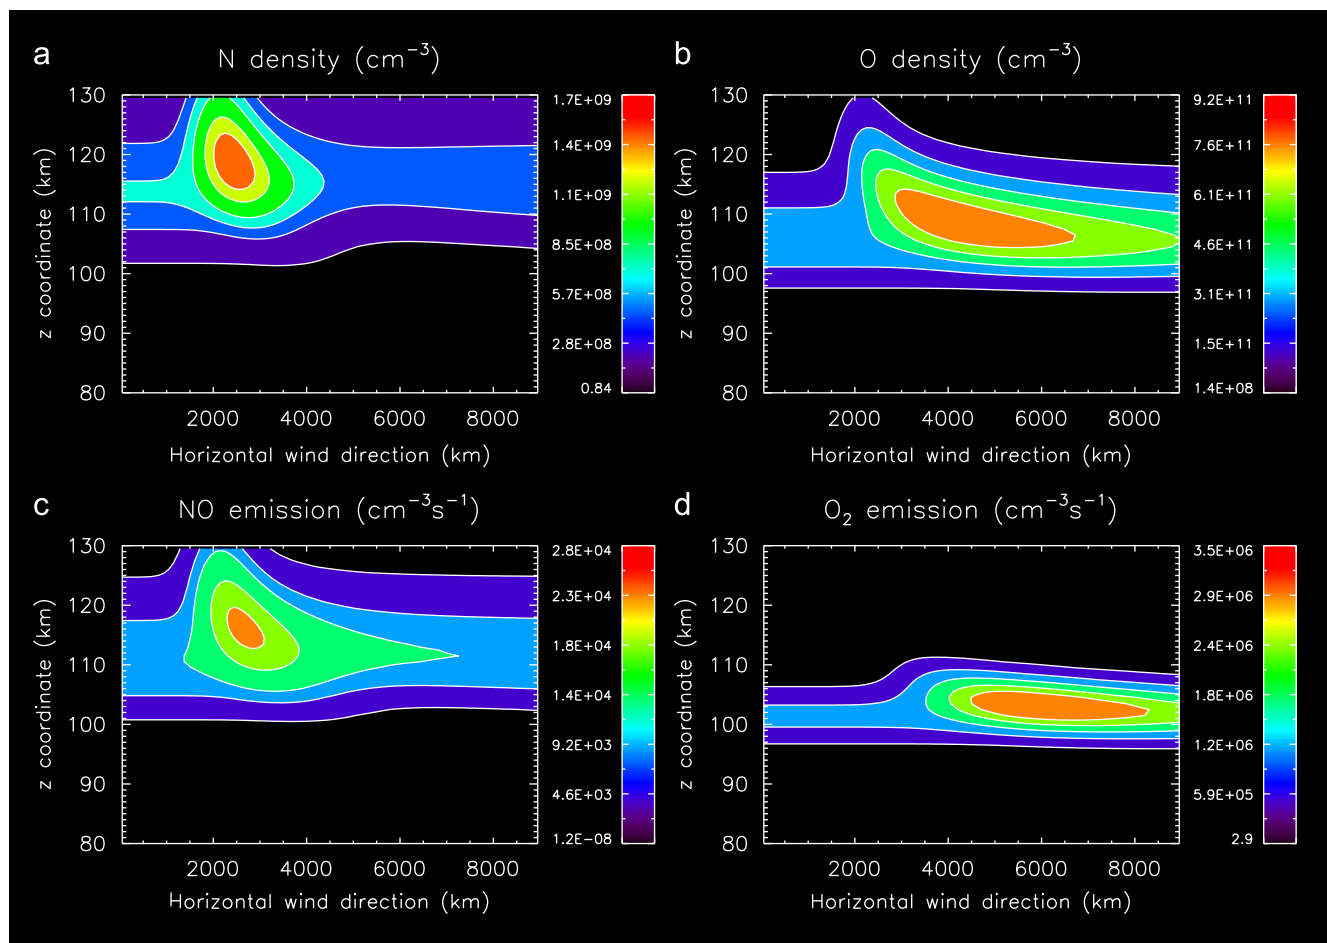 a
N density (cm⁻³)
130
120
110
100
90
80
z coordinate (km)
2000 4000 6000 8000
Horizontal wind direction (km)
1.7E+09
1.4E+09
1.1E+09
8.5E+08
5.7E+08
2.8E+08
0.84
b
O density (cm⁻³)
130
120
110
100
90
80
z coordinate (km)
2000 4000 6000 8000
Horizontal wind direction (km)
9.2E+11
7.6E+11
6.1E+11
4.6E+11
3.1E+11
1.5E+11
1.4E+08
c
NO emission (cm⁻³s⁻¹)
130
120
110
100
90
80
z coordinate (km)
2000 4000 6000 8000
Horizontal wind direction (km)
2.8E+04
2.3E+04
1.8E+04
1.4E+04
9.2E+03
4.6E+03
1.2E−08
d
O₂ emission (cm⁻³s⁻¹)
130
120
110
100
90
80
z coordinate (km)
2000 4000 6000 8000
Horizontal wind direction (km)
3.5E+06
2.9E+06
2.4E+06
1.8E+06
1.2E+06
5.9E+05
2.9